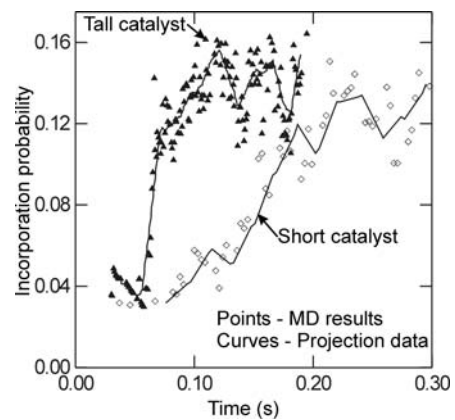 Tall catalyst
0.16
0.12
0.08
0.04
0.00
Incorporation probability
Short catalyst
Points - MD results
Curves - Projection data
0.00 0.10 0.20 0.30
Time (s)